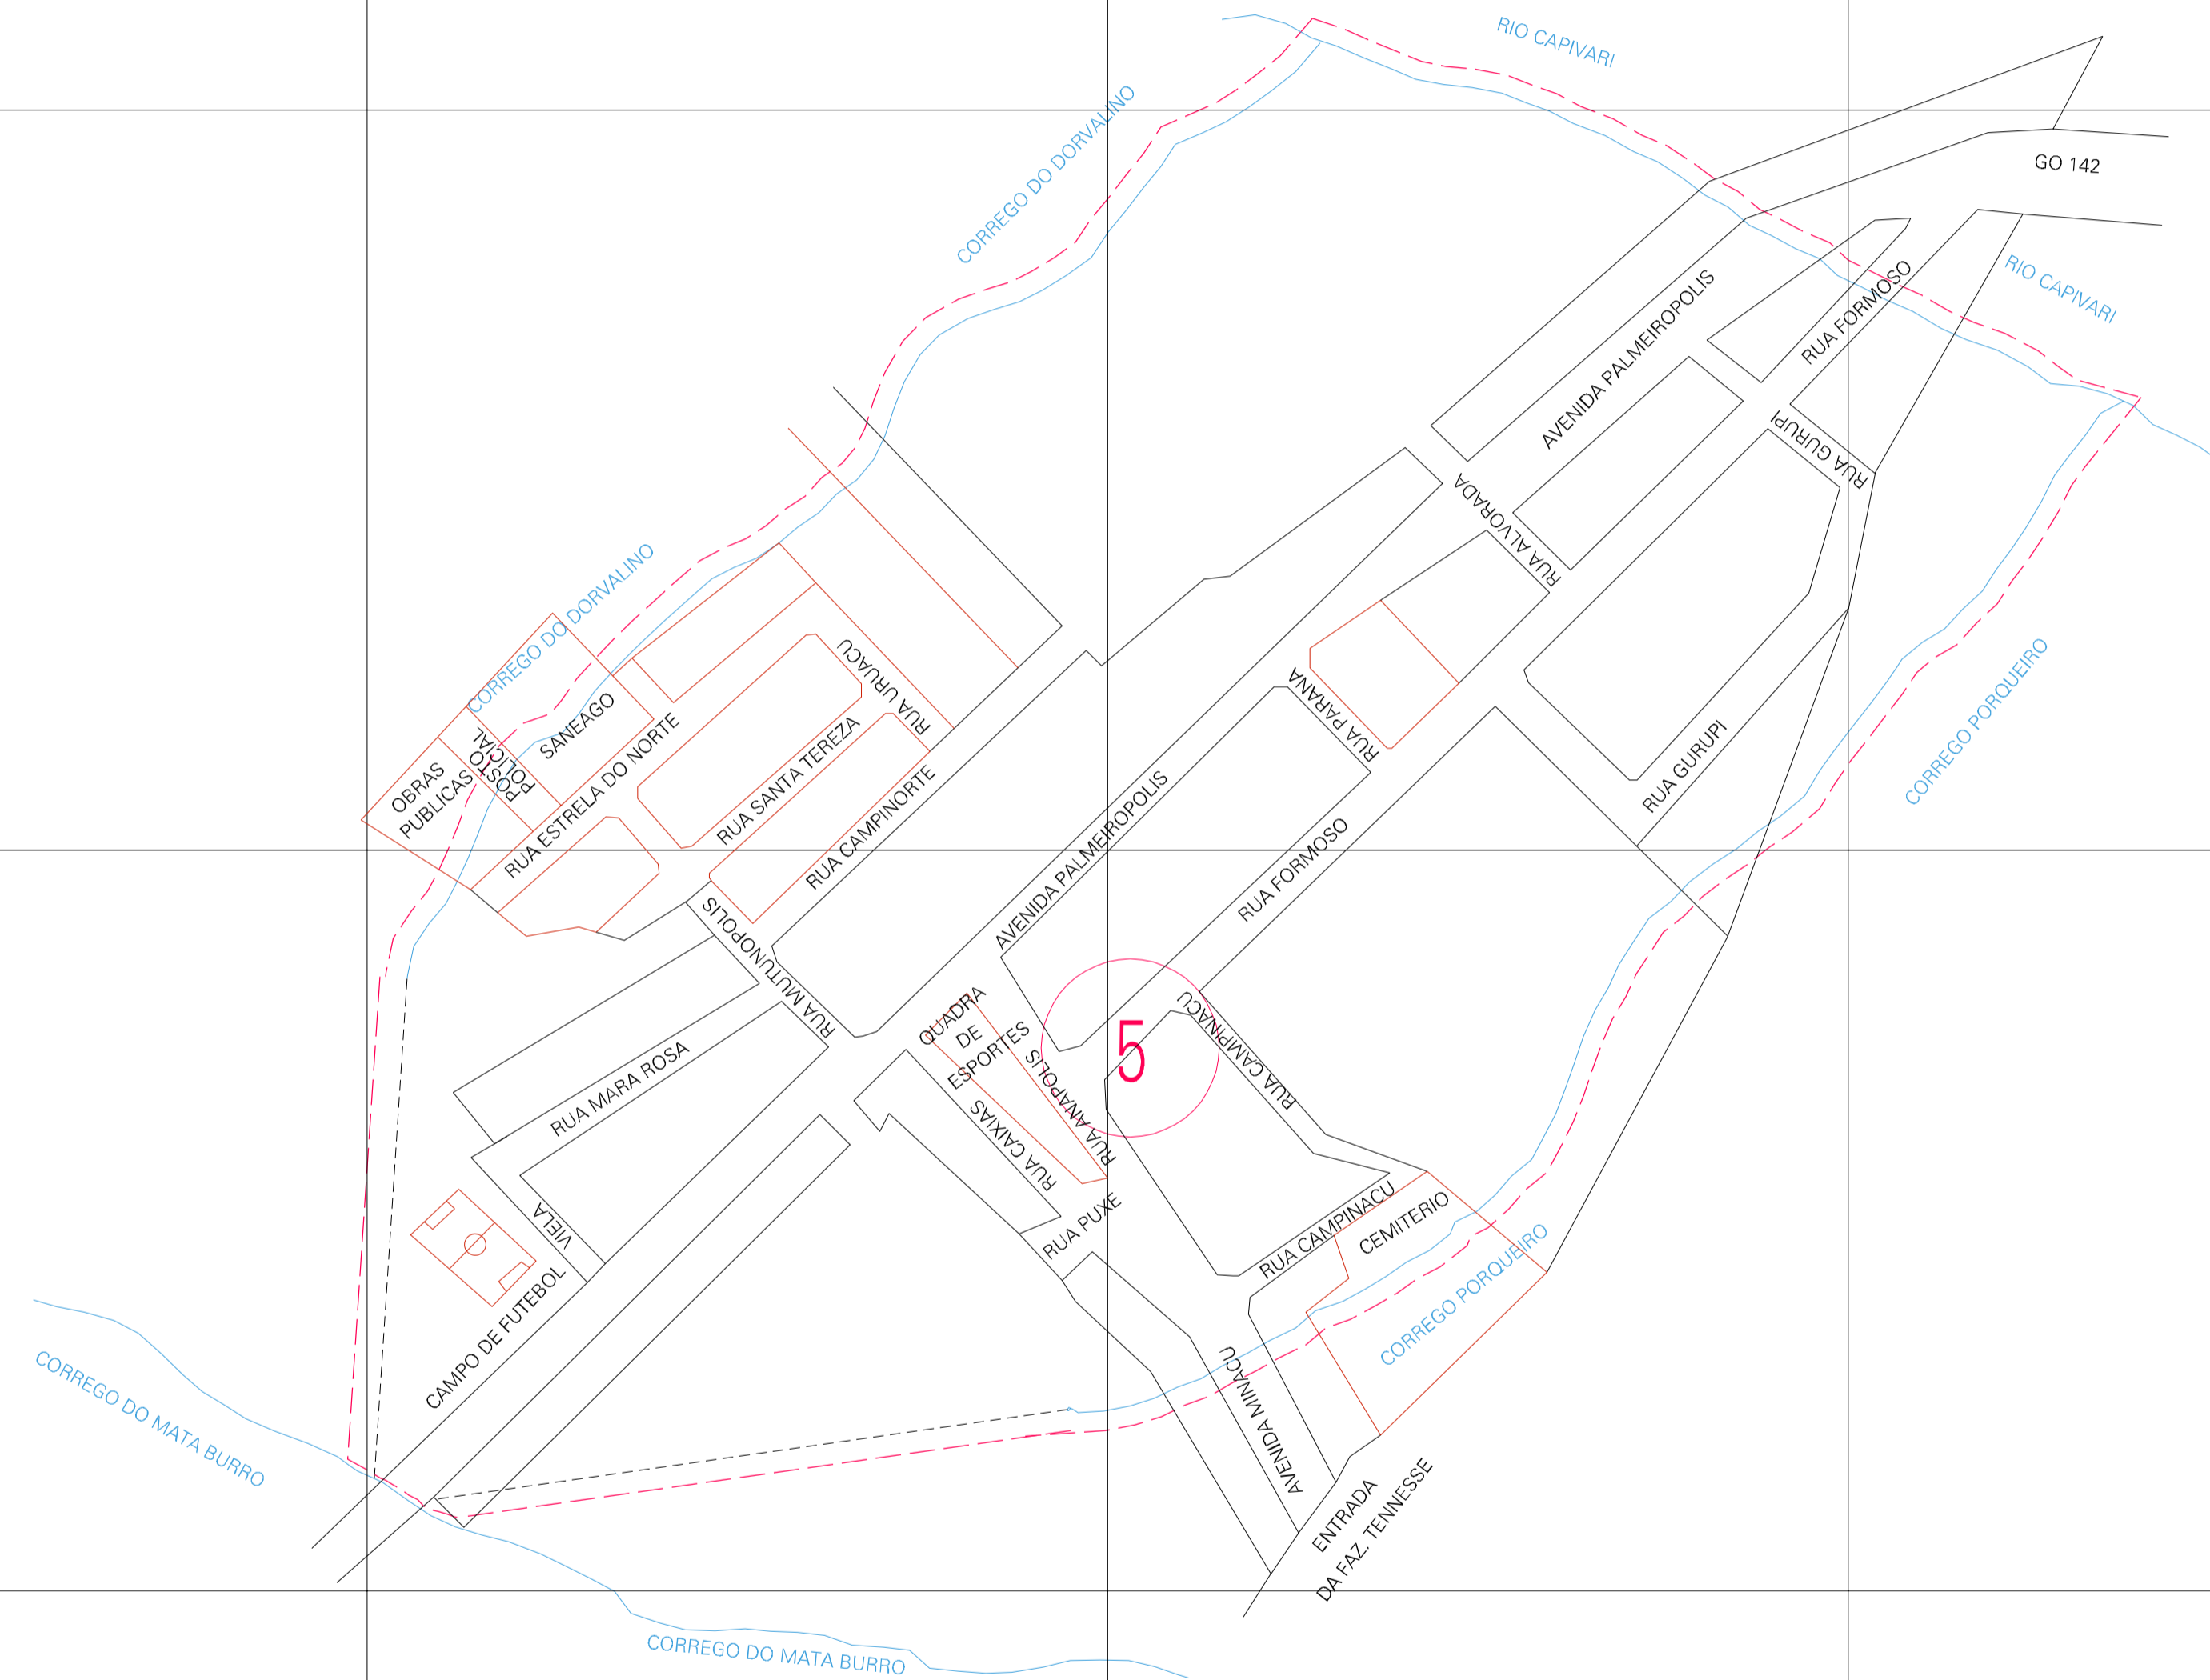 RIO CAPIVARI
CORREGO DO DORVALINO
GO 142
RIO CAPIVARI
RUA FORMOSO
AVENIDA PALMEIROPOLIS
RUA GURUPI
RUA ALVORADA
CORREGO DO DORVALINO
RUA URUACU
SANEAGO
POSTO
POLICIAL
OBRAS
PUBLICAS
RUA ESTRELA DO NORTE
RUA SANTA TEREZA
RUA CAMPINORTE
RUA PARANA
RUA GURUPI
CORREGO PORQUEIRO
AVENIDA PALMEIROPOLIS
RUA FORMOSO
RUA MUTUNOPOLIS
QUADRA
DE
ESPORTES
RUA ANAPOLIS
RUA CAIXIAS
5
RUA CAMPINACU
RUA MARA ROSA
VIELA
CAMPO DE FUTEBOL
RUA PUXE
RUA CAMPINACU
CEMITERIO
CORREGO PORQUEIRO
AVENIDA MINACU
CORREGO DO MATA BURRO
ENTRADA
DA FAZ. TENNESSE
CORREGO DO MATA BURRO